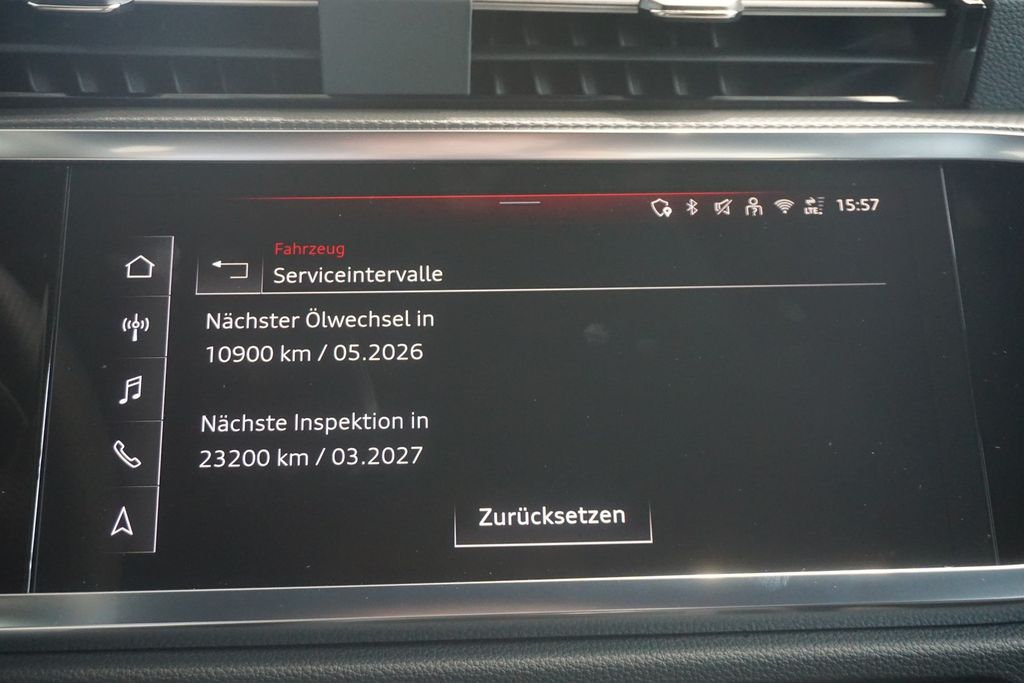 LTE 15:57
Fahrzeug
Serviceintervalle
Nächster Ölwechsel in
10900 km / 05.2026
Nächste Inspektion in
23200 km / 03.2027
Zurücksetzen